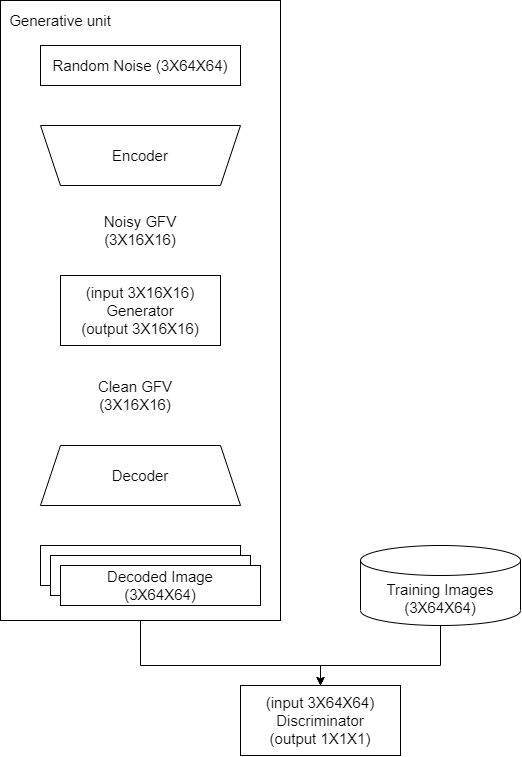 Generative unit
Random Noise (3X64X64)
Encoder
Noisy GFV
(3X16X16)
(input 3X16X16)
Generator
(output 3X16X16)
Clean GFV
(3X16X16)
Decoder
Decoded Image
(3X64X64)
Training Images
(3X64X64)
(input 3X64X64)
Discriminator
(output 1X1X1)